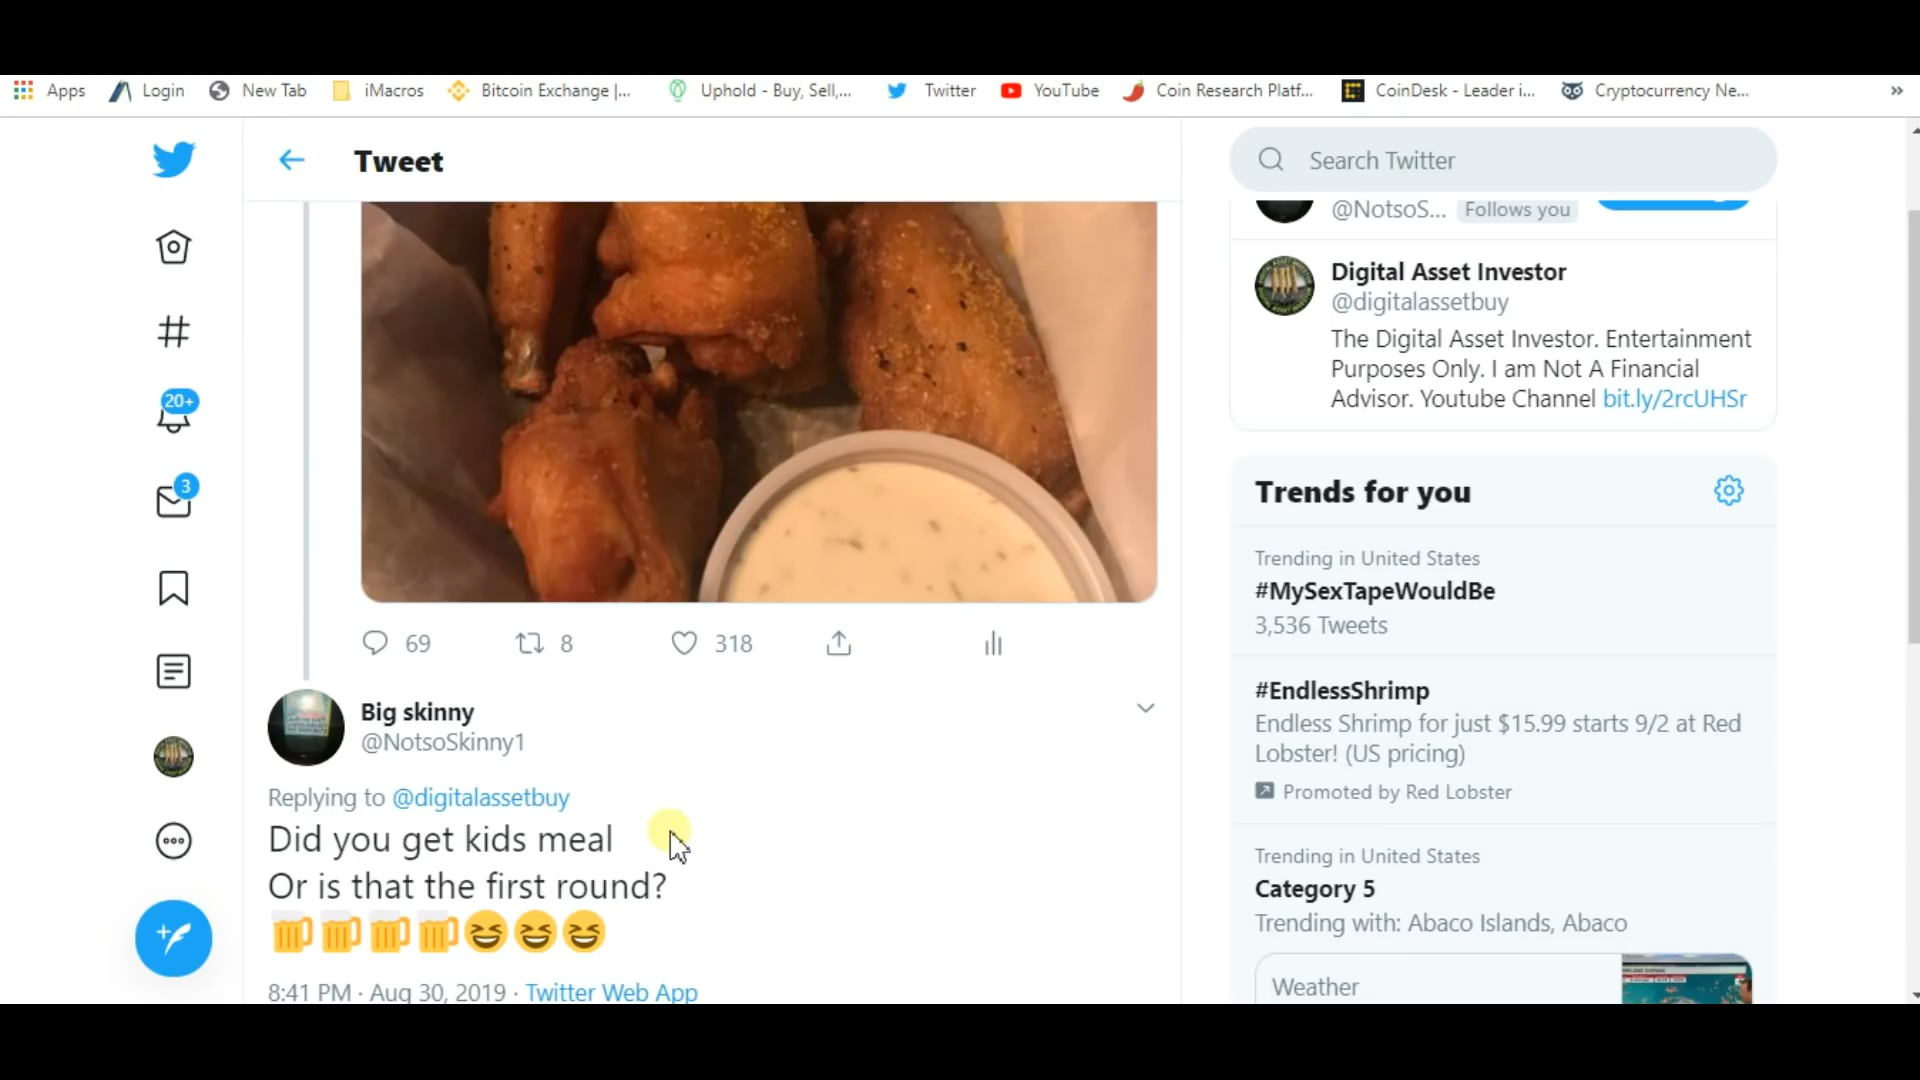 Apps Login New Tab iMacros Bitcoin Exchange |... Uphold - Buy, Sell,... Twitter YouTube Coin Research Platf... CoinDesk - Leader i... Cryptocurrency Ne... »
Tweet
Search Twitter
@NotsoS... Follows you
Digital Asset Investor
@digitalassetbuy
The Digital Asset Investor. Entertainment
Purposes Only. I am Not A Financial
Advisor. Youtube Channel bit.ly/2rcUHSr
20+
3
69 8 318
Big skinny
@NotsoSkinny1
Replying to @digitalassetbuy
Did you get kids meal
Or is that the first round?
🍺🍺🍺🍺😆😆😆
8:41 PM · Aug 30, 2019 · Twitter Web App
Trends for you
Trending in United States
#MySexTapeWouldBe
3,536 Tweets
#EndlessShrimp
Endless Shrimp for just $15.99 starts 9/2 at Red
Lobster! (US pricing)
Promoted by Red Lobster
Trending in United States
Category 5
Trending with: Abaco Islands, Abaco
Weather